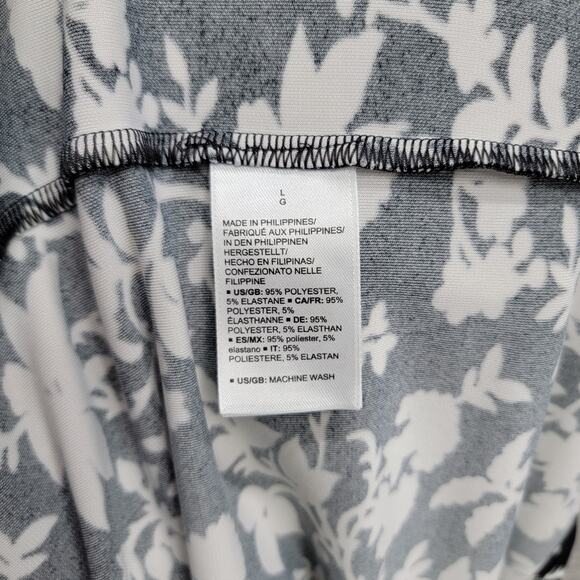 L
G
MADE IN PHILIPPINES/
FABRIQUÉ AUX PHILIPPINES/
IN DEN PHILIPPINEN
HERGESTELLT/
HECHO EN FILIPINAS/
CONFEZIONATO NELLE
FILIPPINE
▪ US/GB: 95% POLYESTER,
5% ELASTANE ▪ CA/FR: 95%
POLYESTER, 5%
ÉLASTHANNE ▪ DE: 95%
POLYESTER, 5% ELASTHAN
▪ ES/MX: 95% poliester, 5%
elastano ▪ IT: 95%
POLIESTERE, 5% ELASTAN
▪ US/GB: MACHINE WASH